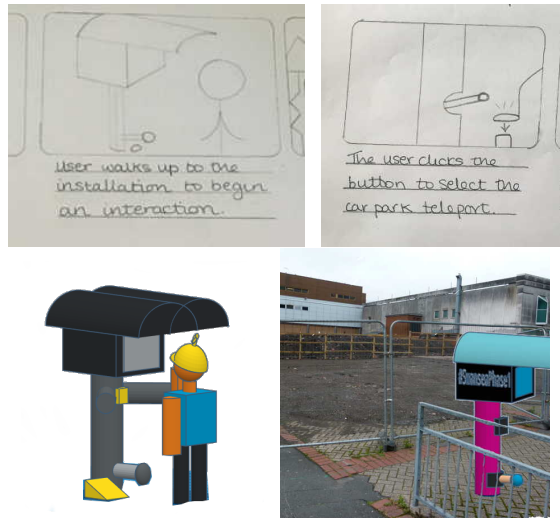 User walks up to the
installation to begin
an interaction.
The user clicks the
button to select the
car park teleport.
#SwanseaPhase1